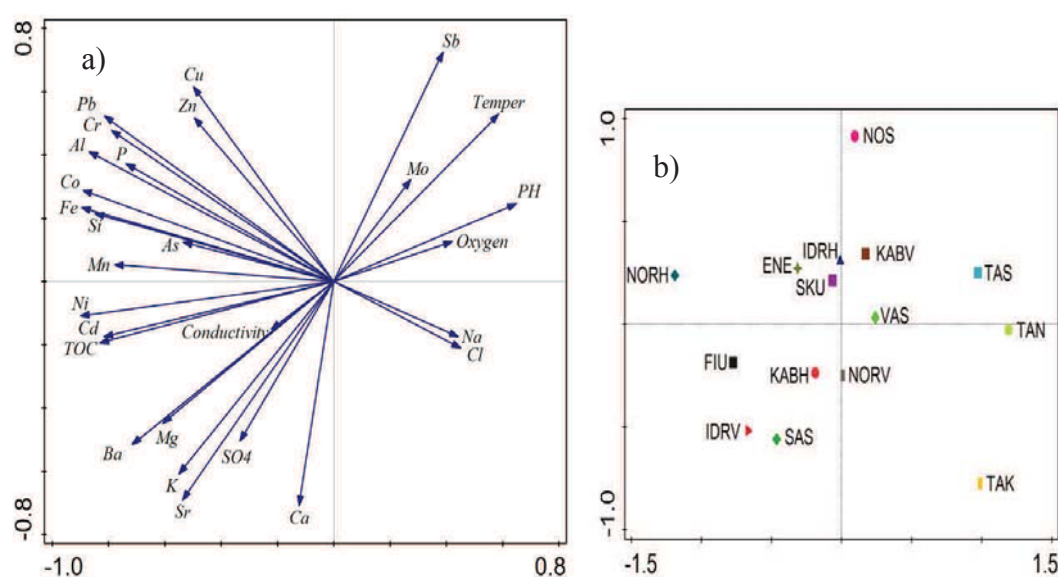 a)
0.8
-0.8
-1.0
0.8
Sb
Cu
Zn
Temper
Pb
Cr
Al
P
Mo
Co
PH
Fe
Si
As
Oxygen
Mn
Ni
Cd
Conductivity
TOC
Na
Cl
Mg
Ba
SO4
K
Sr
Ca
b)
1.0
-1.0
-1.5
1.5
NOS
IDRH
KABV
ENE
NORH
SKU
TAS
VAS
TAN
FIU
KABH
NORV
IDRV
SAS
TAK